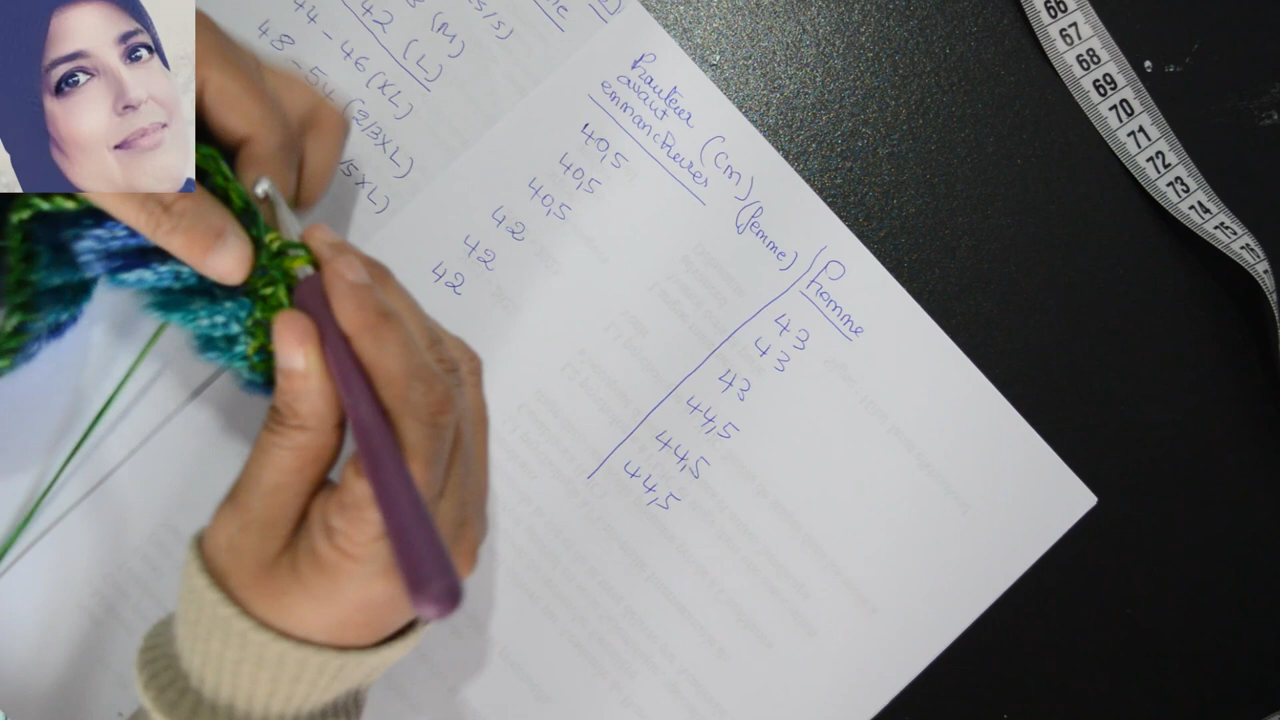 (M)
42 (L)
44 - 46 (XL)
48 - 54 (2/3XL)
/5XL)
hauteur (cm)
avant
emmanchures (femme)
40,5
40,5
40,5
42
42
42
homme
43
43
43
44,5
44,5
44,5
66
67
68
69
70
71
72
73
74
75